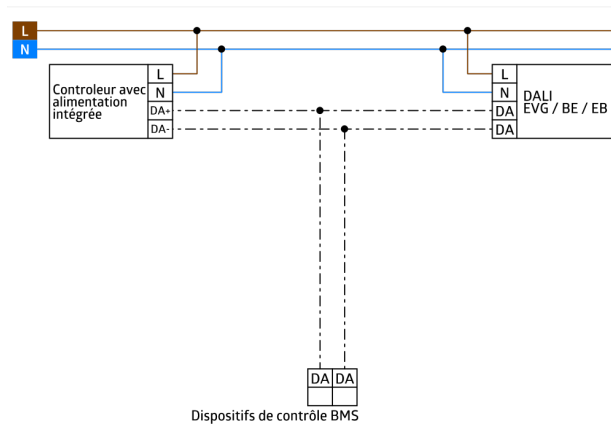 L
N
Controleur avec
alimentation
intégrée
L
N
DA+
DA-
L
N
DA
DA
DALI
EVG / BE / EB
DA DA
Dispositifs de contrôle BMS